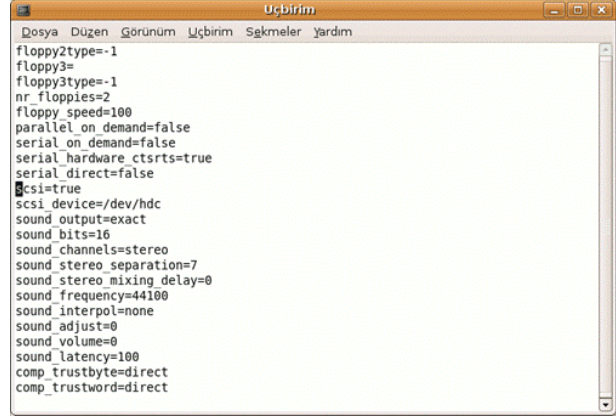 Uçbirim
Dosya Düzen Görünüm Uçbirim Sekmeler Yardım
floppy2type=-1
floppy3=
floppy3type=-1
nr_floppies=2
floppy_speed=100
parallel_on_demand=false
serial_on_demand=false
serial_hardware_ctsrts=true
serial_direct=false
scsi=true
scsi_device=/dev/hdc
sound_output=exact
sound_bits=16
sound_channels=stereo
sound_stereo_separation=7
sound_stereo_mixing_delay=0
sound_frequency=44100
sound_interpol=none
sound_adjust=0
sound_volume=0
sound_latency=100
comp_trustbyte=direct
comp_trustword=direct